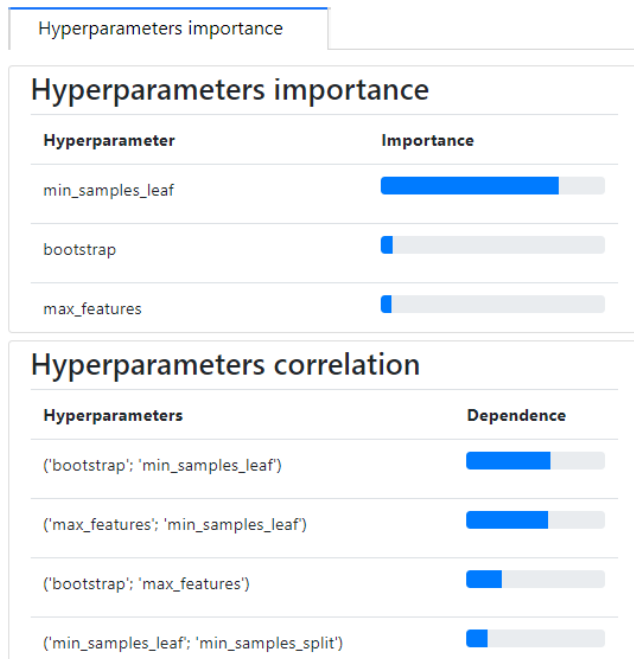 Hyperparameters importance
Hyperparameters importance
Hyperparameter Importance
min_samples_leaf
bootstrap
max_features
Hyperparameters correlation
Hyperparameters Dependence
('bootstrap'; 'min_samples_leaf')
('max_features'; 'min_samples_leaf')
('bootstrap'; 'max_features')
('min_samples_leaf'; 'min_samples_split')